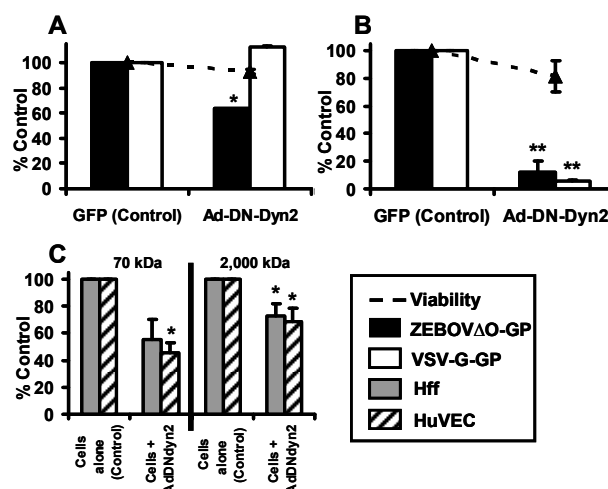 A
% Control
100
80
60
40
20
0
*
GFP (Control)
Ad-DN-Dyn2
B
% Control
100
80
60
40
20
0
**
**
GFP (Control)
Ad-DN-Dyn2
C
70 kDa
2,000 kDa
% Control
100
80
60
40
20
0
*
*
*
Cells
alone
(Control)
Cells +
AdDNdyn2
Cells
alone
(Control)
Cells +
AdDNdyn2
Viability
ZEBOVΔO-GP
VSV-G-GP
Hff
HuVEC